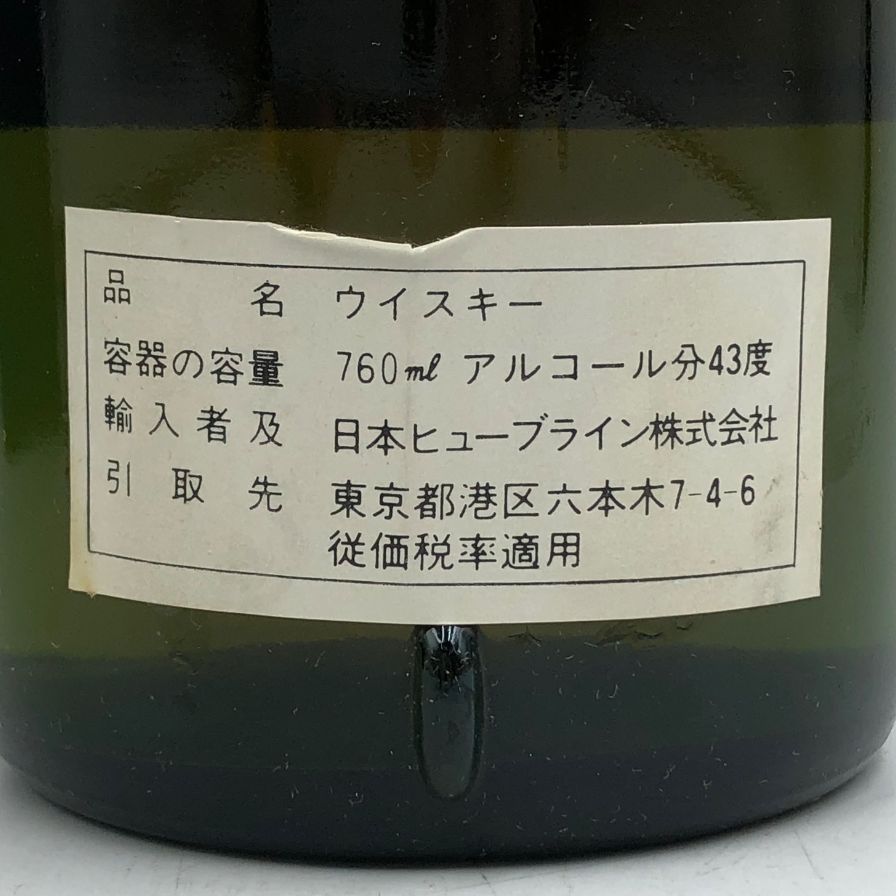 品名 ウイスキー
容器の容量 760ml アルコール分43度
輸入者及 日本ヒューブライン株式会社
引取先 東京都港区六本木7-4-6
従価税率適用